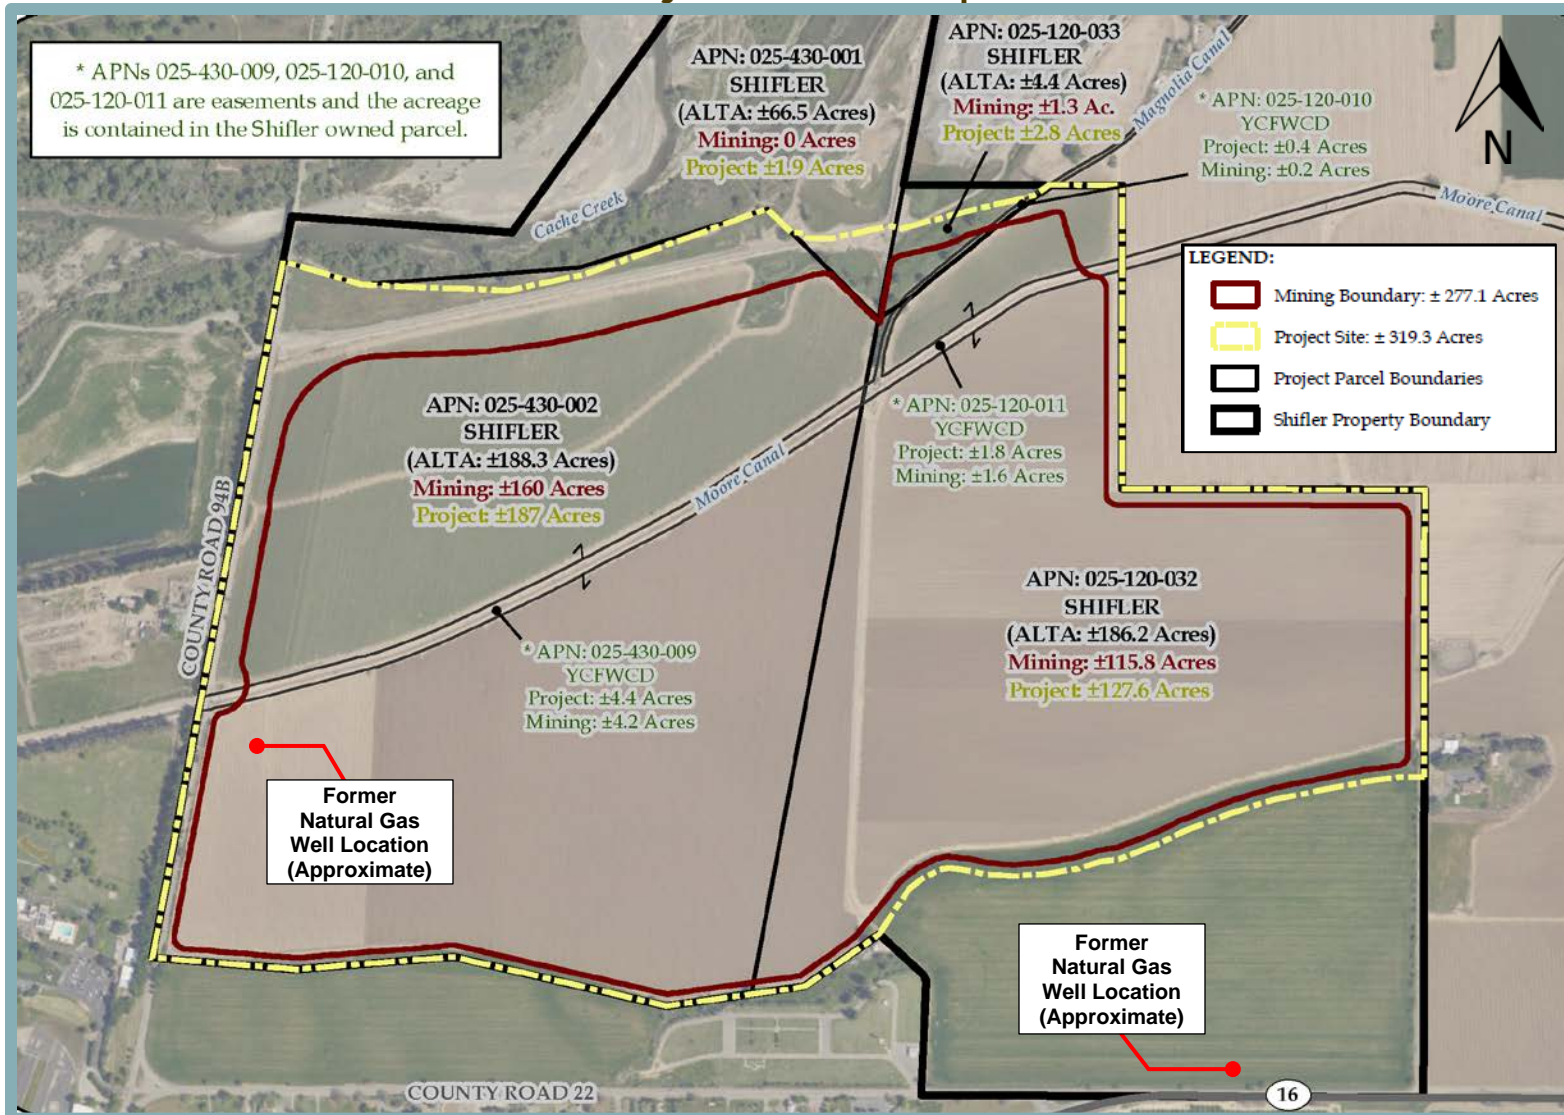 * APNs 025-430-009, 025-120-010, and
025-120-011 are easements and the acreage
is contained in the Shifler owned parcel.
APN: 025-430-001
SHIFLER
(ALTA: ±66.5 Acres)
Mining: 0 Acres
Project: ±1.9 Acres
APN: 025-120-033
SHIFLER
(ALTA: ±4.4 Acres)
Mining: ±1.3 Ac.
Project: ±2.8 Acres
Magnolia Canal
* APN: 025-120-010
YCFWCD
Project: ±0.4 Acres
Mining: ±0.2 Acres
N
Cache Creek
Moore Canal
LEGEND:
Mining Boundary: ± 277.1 Acres
Project Site: ± 319.3 Acres
Project Parcel Boundaries
Shifler Property Boundary
APN: 025-430-002
SHIFLER
(ALTA: ±188.3 Acres)
Mining: ±160 Acres
Project: ±187 Acres
* APN: 025-120-011
YCFWCD
Project: ±1.8 Acres
Mining: ±1.6 Acres
Moore Canal
COUNTY ROAD 94B
APN: 025-120-032
SHIFLER
(ALTA: ±186.2 Acres)
Mining: ±115.8 Acres
Project: ±127.6 Acres
* APN: 025-430-009
YCFWCD
Project: ±4.4 Acres
Mining: ±4.2 Acres
Former
Natural Gas
Well Location
(Approximate)
Former
Natural Gas
Well Location
(Approximate)
COUNTY ROAD 22
16